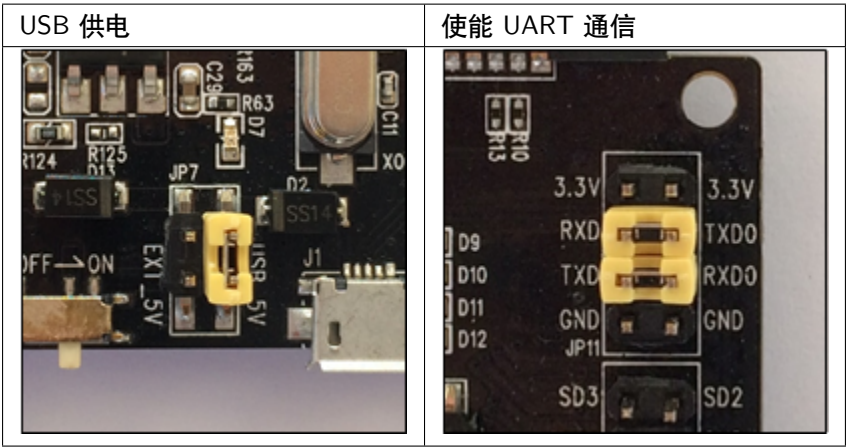 USB 供电
使能 UART 通信
R163
C29
R63
D7
C11
R124
R125
D13
JP7
X0
SS14
D2
SS14
OFF→ON
EXT_5V
USB_5V
J1
R13
R10
3.3V
3.3V
RXD
TXD0
TXD
RXD0
GND
GND
JP11
D9
D10
D11
D12
SD3
SD2